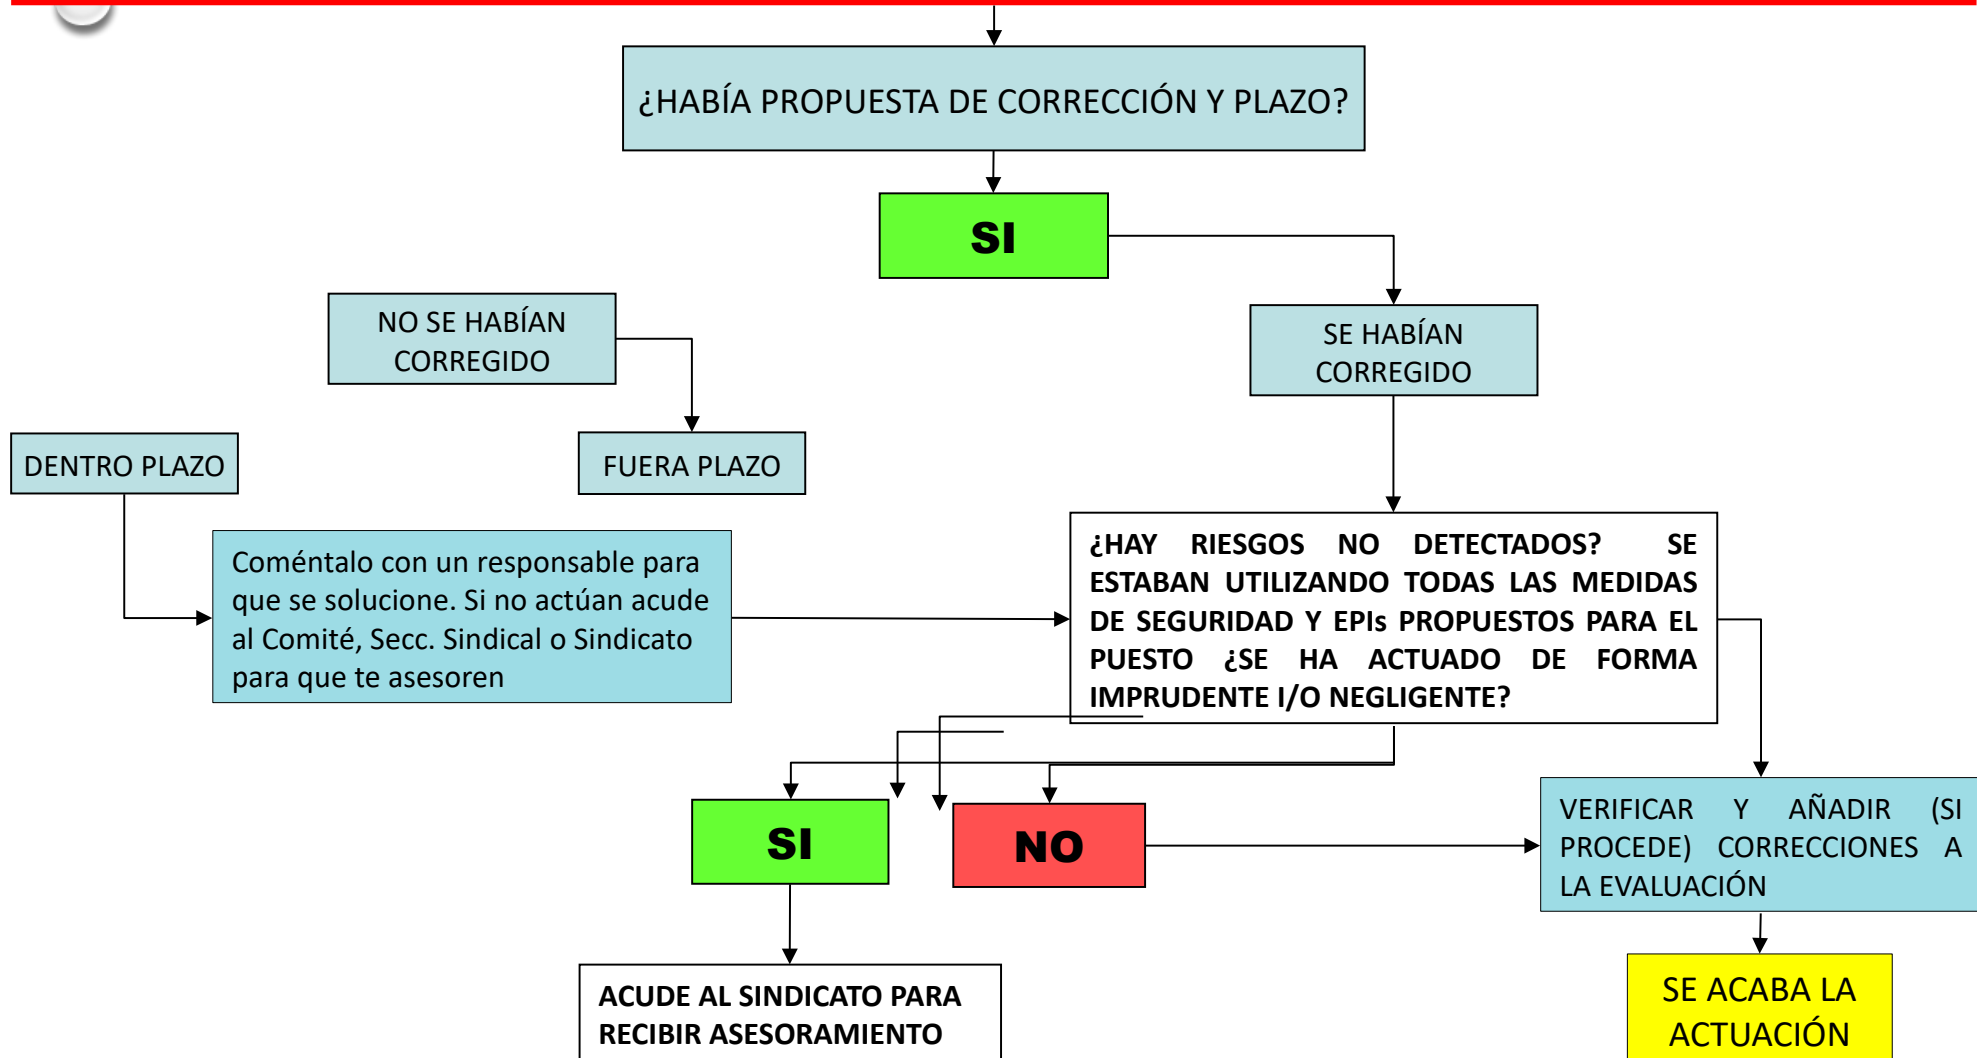 ¿HABÍA PROPUESTA DE CORRECCIÓN Y PLAZO?
SI
NO SE HABÍAN
CORREGIDO
SE HABÍAN
CORREGIDO
DENTRO PLAZO
FUERA PLAZO
Coméntalo con un responsable para
que se solucione. Si no actúan acude
al Comité, Secc. Sindical o Sindicato
para que te asesoren
¿HAY RIESGOS NO DETECTADOS? SE
ESTABAN UTILIZANDO TODAS LAS MEDIDAS
DE SEGURIDAD Y EPIs PROPUESTOS PARA EL
PUESTO ¿SE HA ACTUADO DE FORMA
IMPRUDENTE I/O NEGLIGENTE?
SI
NO
VERIFICAR Y AÑADIR (SI
PROCEDE) CORRECCIONES A
LA EVALUACIÓN
ACUDE AL SINDICATO PARA
RECIBIR ASESORAMIENTO
SE ACABA LA
ACTUACIÓN